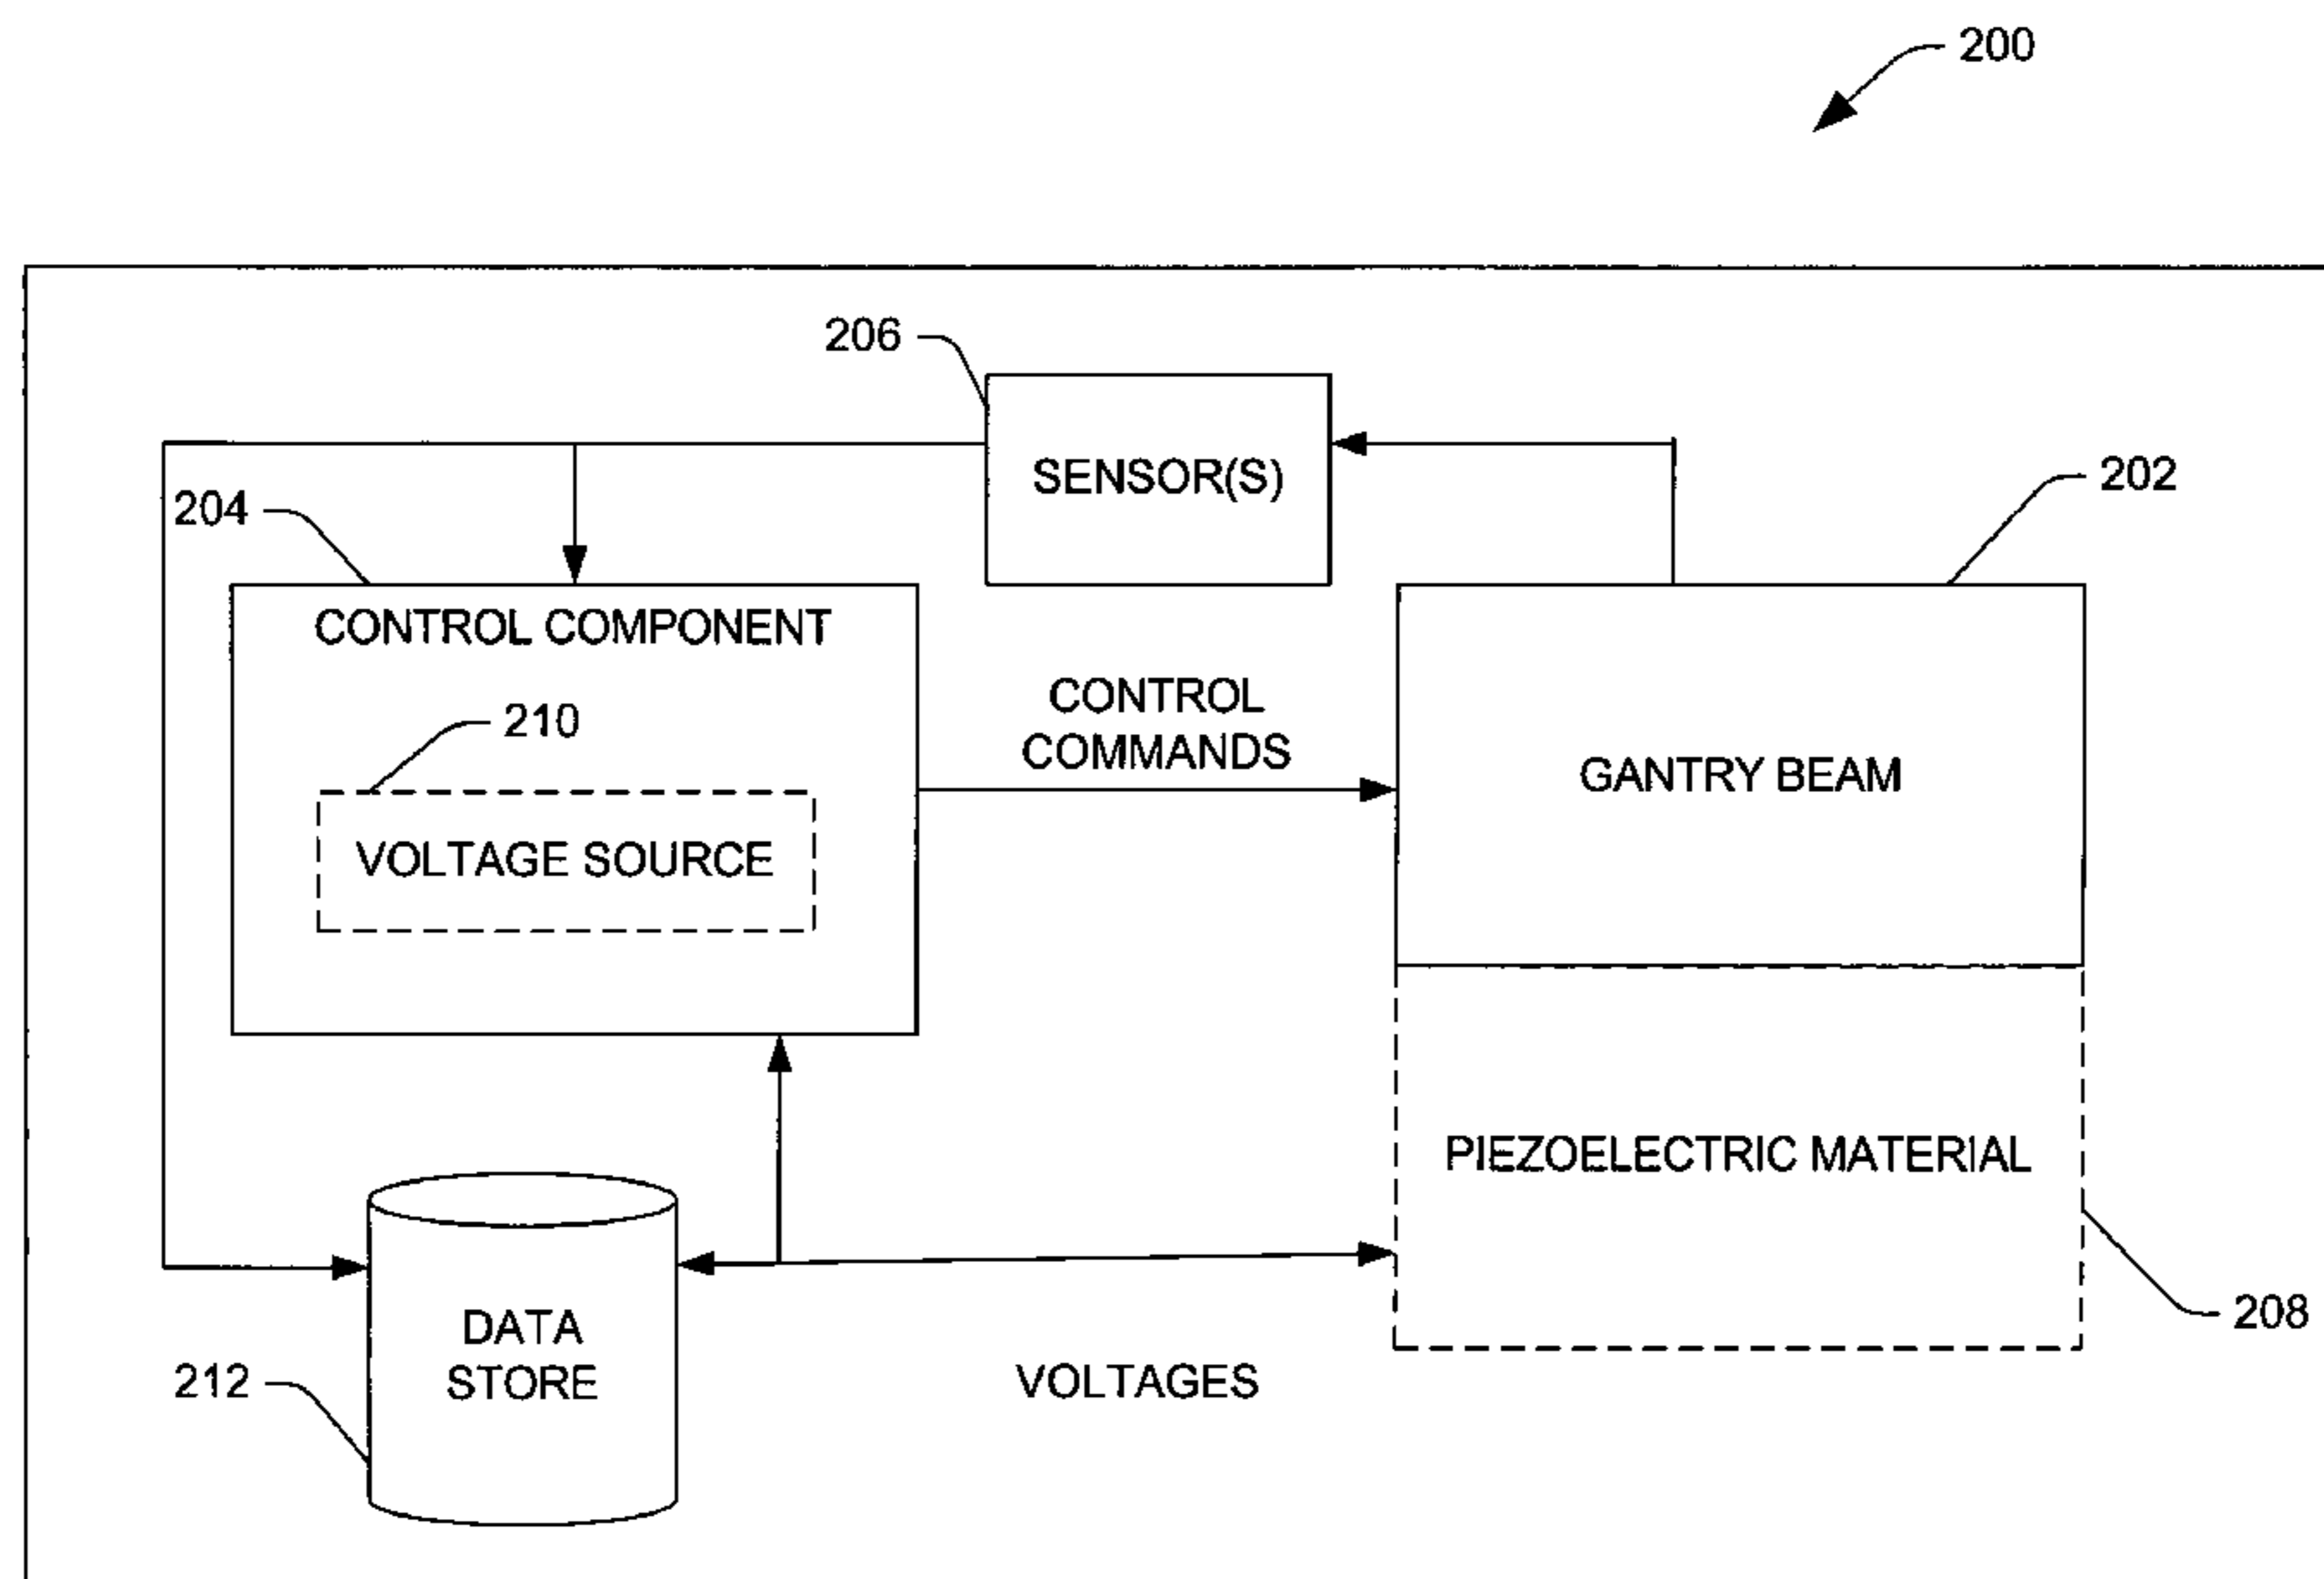 200
206
SENSOR(S)
202
204
CONTROL COMPONENT
CONTROL
COMMANDS
210
VOLTAGE SOURCE
GANTRY BEAM
PIEZOELECTRIC MATERIAL
208
DATA
STORE
212
VOLTAGES